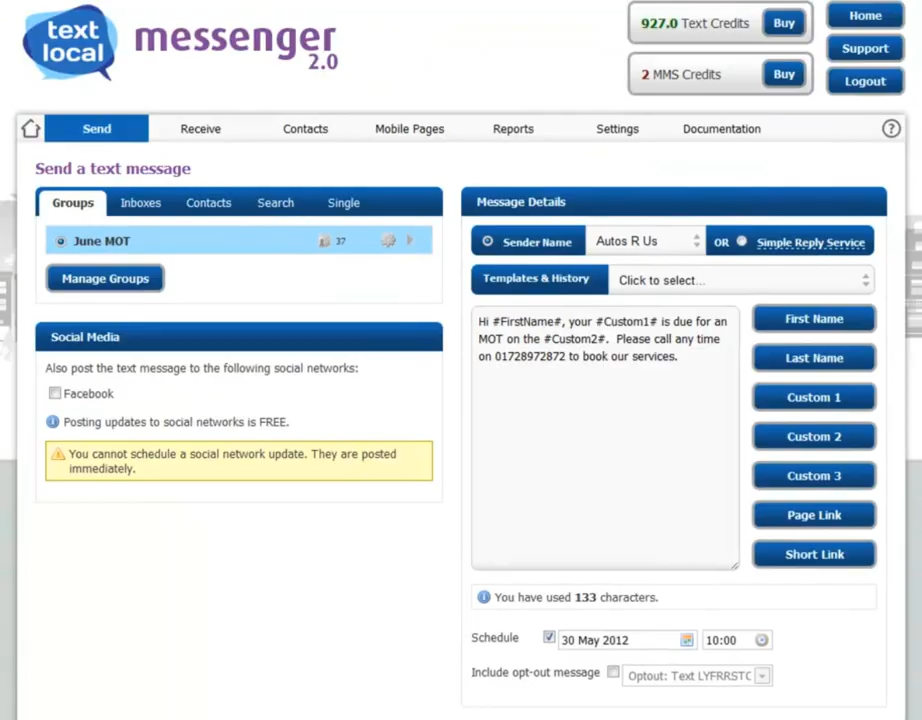 text
local
messenger
2.0
927.0 Text Credits Buy
2 MMS Credits Buy
Home
Support
Logout
Send Receive Contacts Mobile Pages Reports Settings Documentation ?
Send a text message
Groups Inboxes Contacts Search Single
June MOT 37
Manage Groups
Social Media
Also post the text message to the following social networks:
Facebook
Posting updates to social networks is FREE.
You cannot schedule a social network update. They are posted
immediately.
Message Details
Sender Name Autos R Us OR Simple Reply Service
Templates & History Click to select...
Hi #FirstName#, your #Custom1# is due for an
MOT on the #Custom2#. Please call any time
on 01728972872 to book our services.
First Name
Last Name
Custom 1
Custom 2
Custom 3
Page Link
Short Link
You have used 133 characters.
Schedule 30 May 2012 10:00
Include opt-out message Optout: Text LYFRRSTC